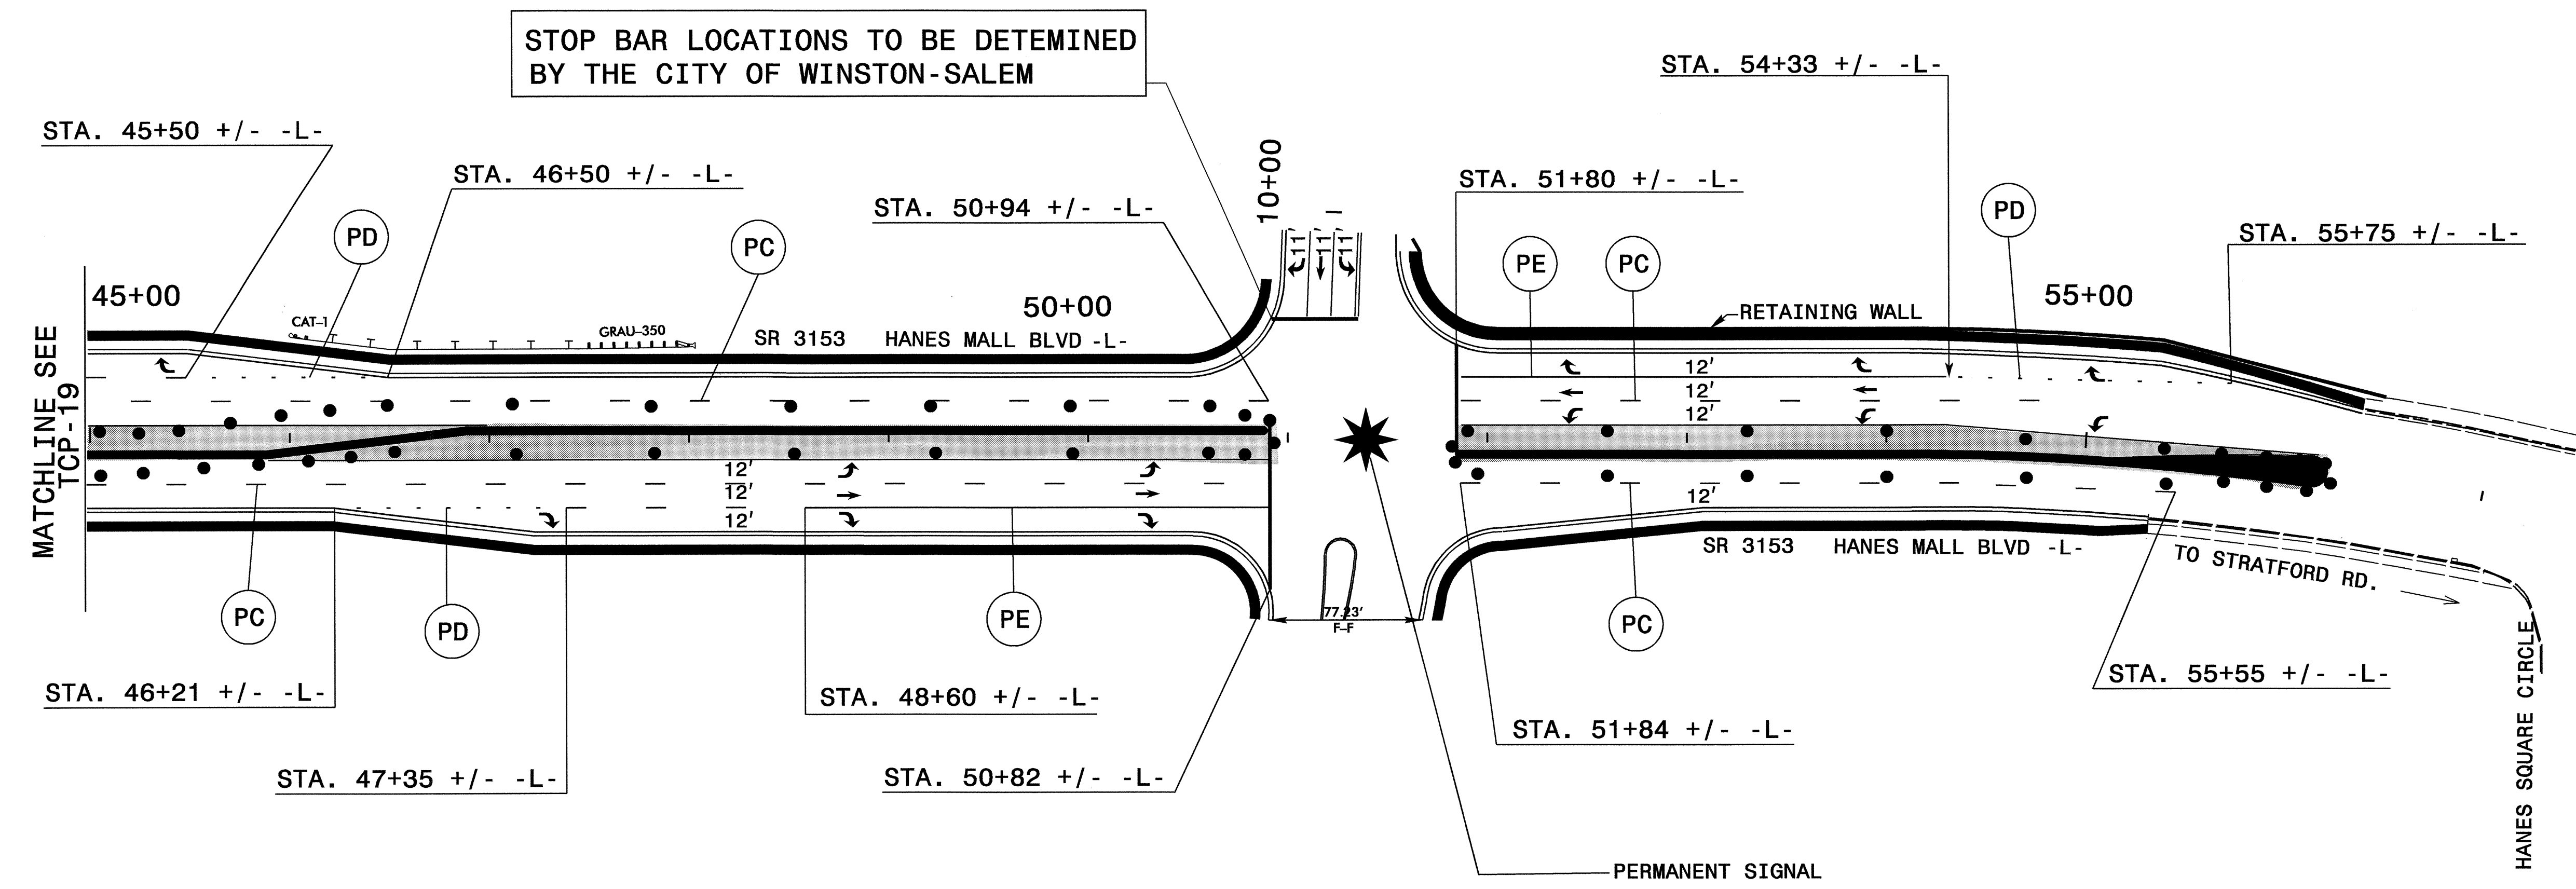 STOP BAR LOCATIONS TO BE DETEMINED
BY THE CITY OF WINSTON-SALEM
STA. 54+33 +/- -L-
STA. 45+50 +/- -L-
STA. 46+50 +/- -L-
STA. 50+94 +/- -L-
10+00
STA. 51+80 +/- -L-
STA. 55+75 +/- -L-
PD
PC
PE
PC
PD
11'
11'
11'
45+00
CAT-1
GRAU-350
50+00
SR 3153 HANES MALL BLVD -L-
RETAINING WALL
55+00
MATCHLINE SEE
TCP-19
12'
12'
12'
12'
12'
12'
12'
SR 3153 HANES MALL BLVD -L-
TO STRATFORD RD.
PC
PD
PE
77.23'
F-F
PC
STA. 46+21 +/- -L-
STA. 48+60 +/- -L-
STA. 55+55 +/- -L-
STA. 51+84 +/- -L-
STA. 47+35 +/- -L-
STA. 50+82 +/- -L-
HANES SQUARE CIRCLE
PERMANENT SIGNAL